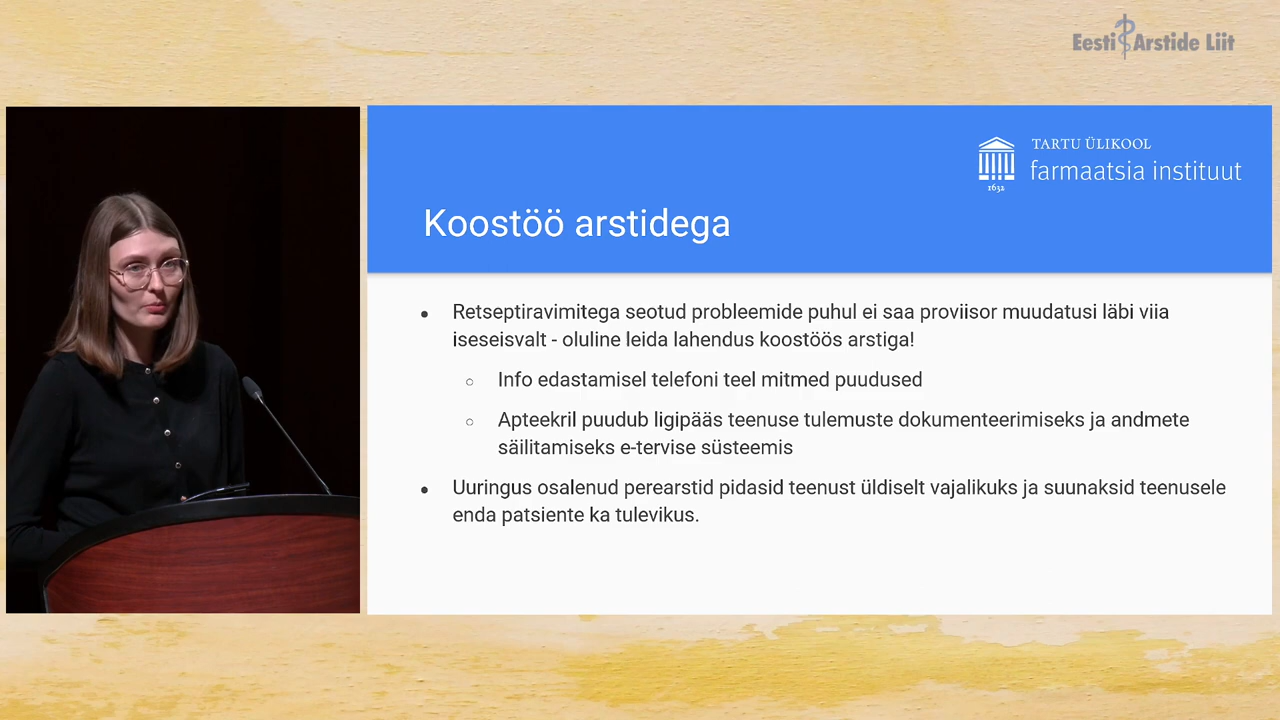 Eesti Arstide Liit
TARTU ÜLIKOOL
farmaatsia instituut
1632
Koostöö arstidega
Retseptiravimitega seotud probleemide puhul ei saa proviisor muudatusi läbi viia
iseseisvalt - oluline leida lahendus koostöös arstiga!
Info edastamisel telefoni teel mitmed puudused
Apteekril puudub ligipääs teenuse tulemuste dokumenteerimiseks ja andmete
säilitamiseks e-tervise süsteemis
Uuringus osalenud perearstid pidasid teenust üldiselt vajalikuks ja suunaksid teenusele
enda patsiente ka tulevikus.